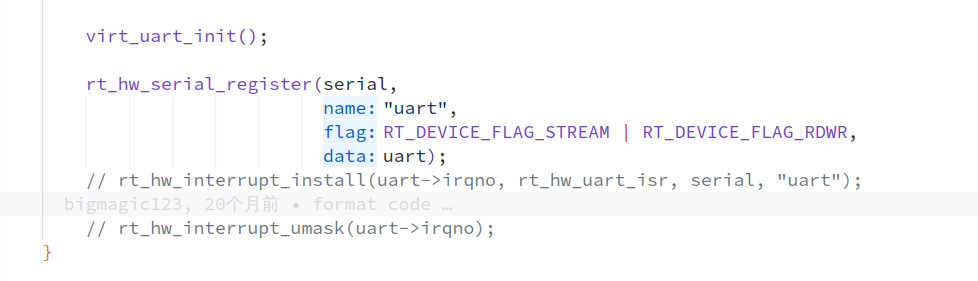 virt_uart_init();
rt_hw_serial_register(serial,
name: "uart",
flag: RT_DEVICE_FLAG_STREAM | RT_DEVICE_FLAG_RDWR,
data: uart);
// rt_hw_interrupt_install(uart->irqno, rt_hw_uart_isr, serial, "uart");
bigmagic123, 20个月前 • format code …
// rt_hw_interrupt_umask(uart->irqno);
}